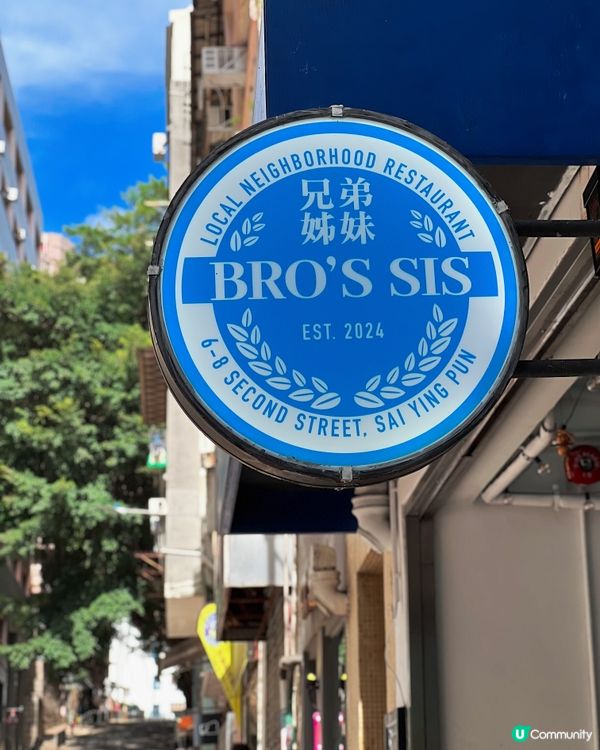 LOCAL NEIGHBORHOOD RESTAURANT
兄弟
姊妹
BRO'S SIS
EST. 2024
6-8 SECOND STREET, SAI YING PUN
U Community